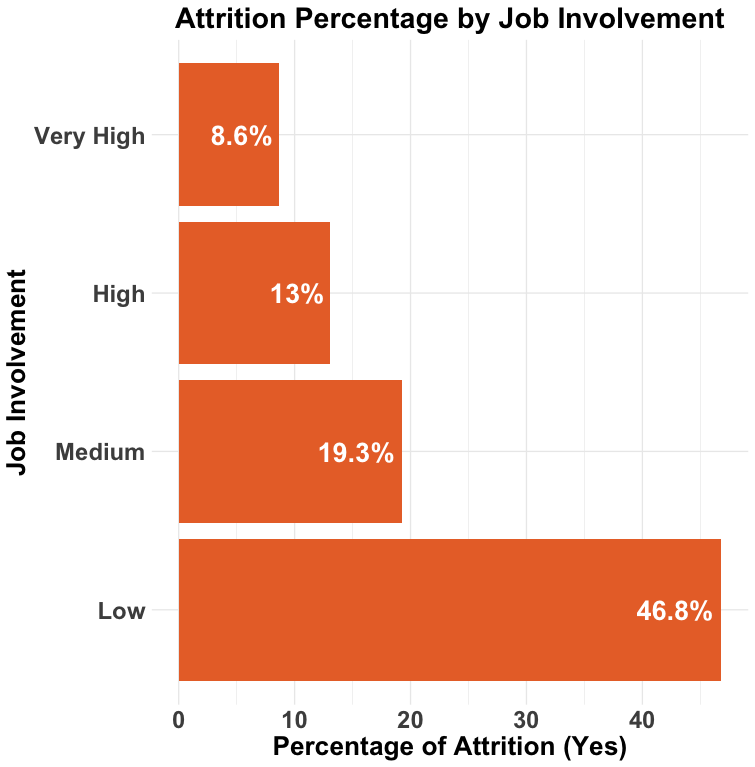 Attrition Percentage by Job Involvement
Job Involvement
Very High
8.6%
High
13%
Medium
19.3%
Low
46.8%
0 10 20 30 40
Percentage of Attrition (Yes)